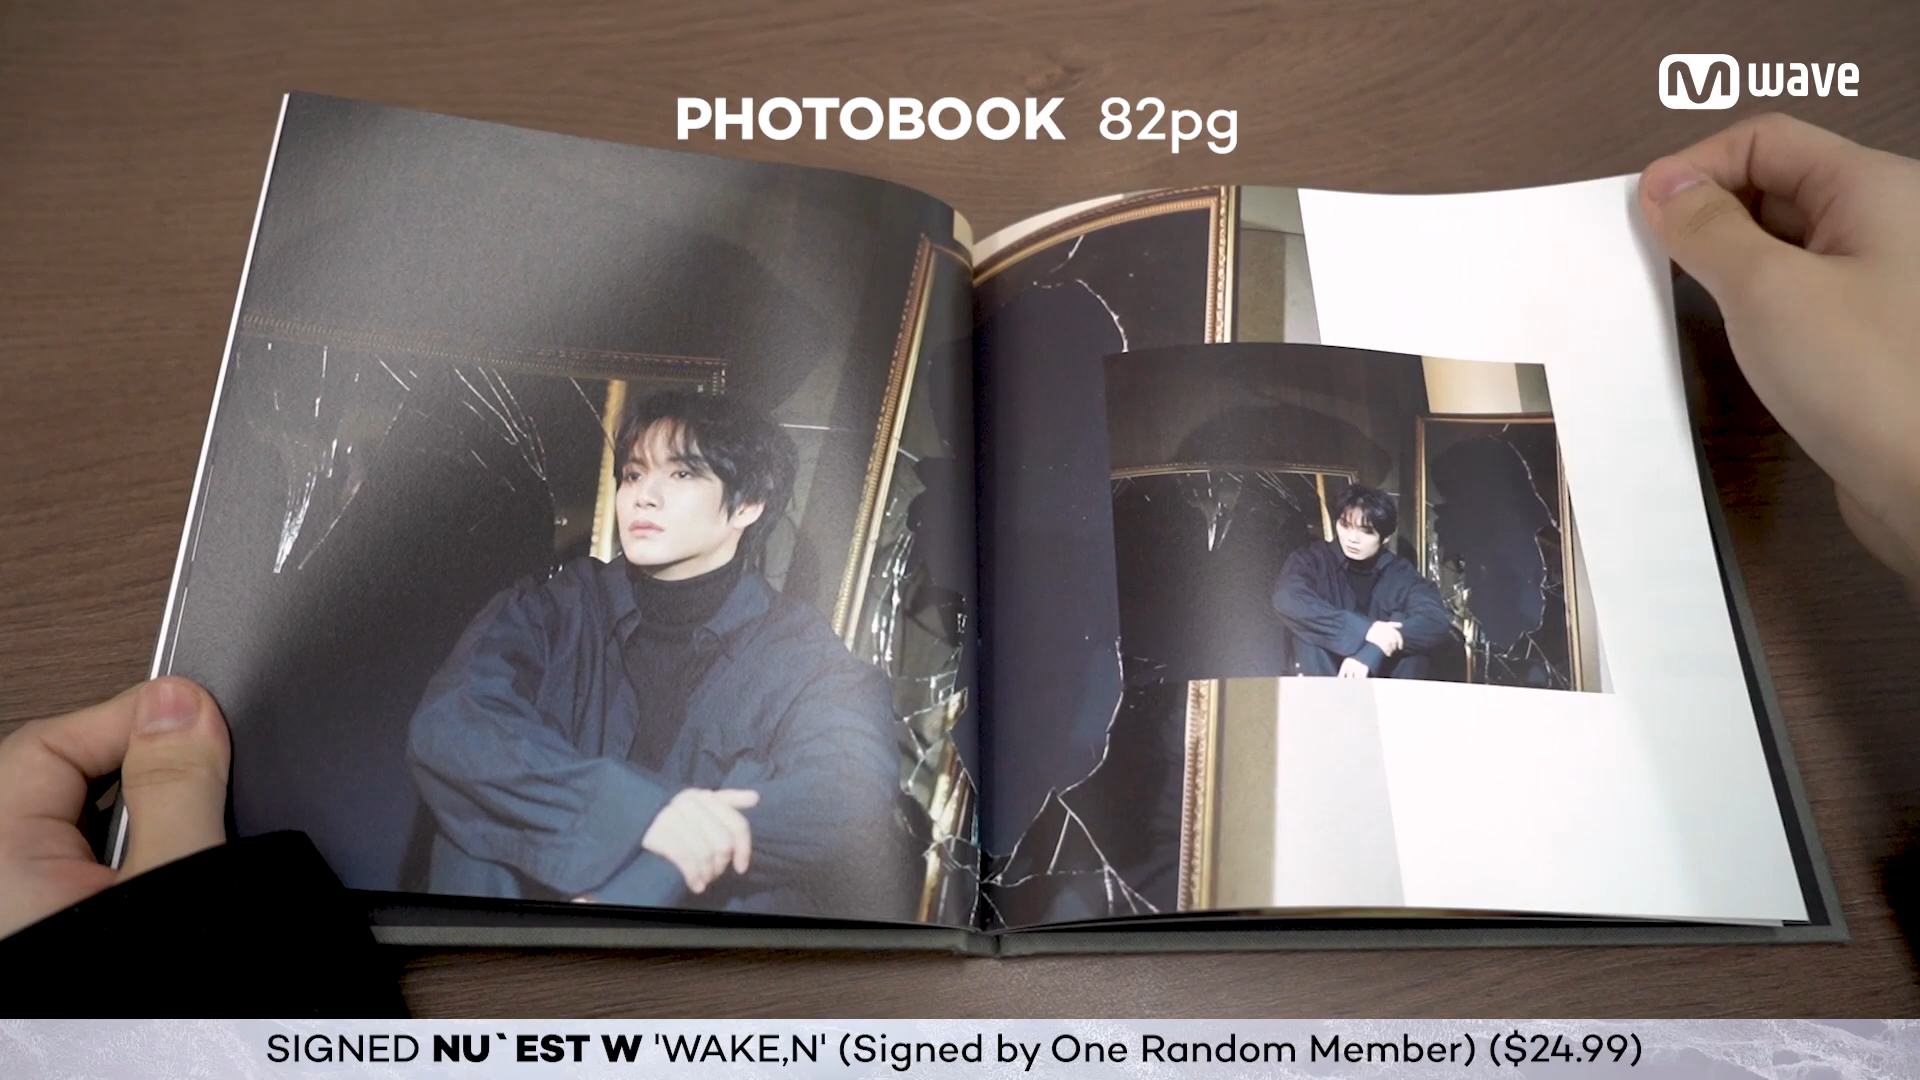 M wave
PHOTOBOOK 82pg
SIGNED NU`EST W 'WAKE,N' (Signed by One Random Member) ($24.99)